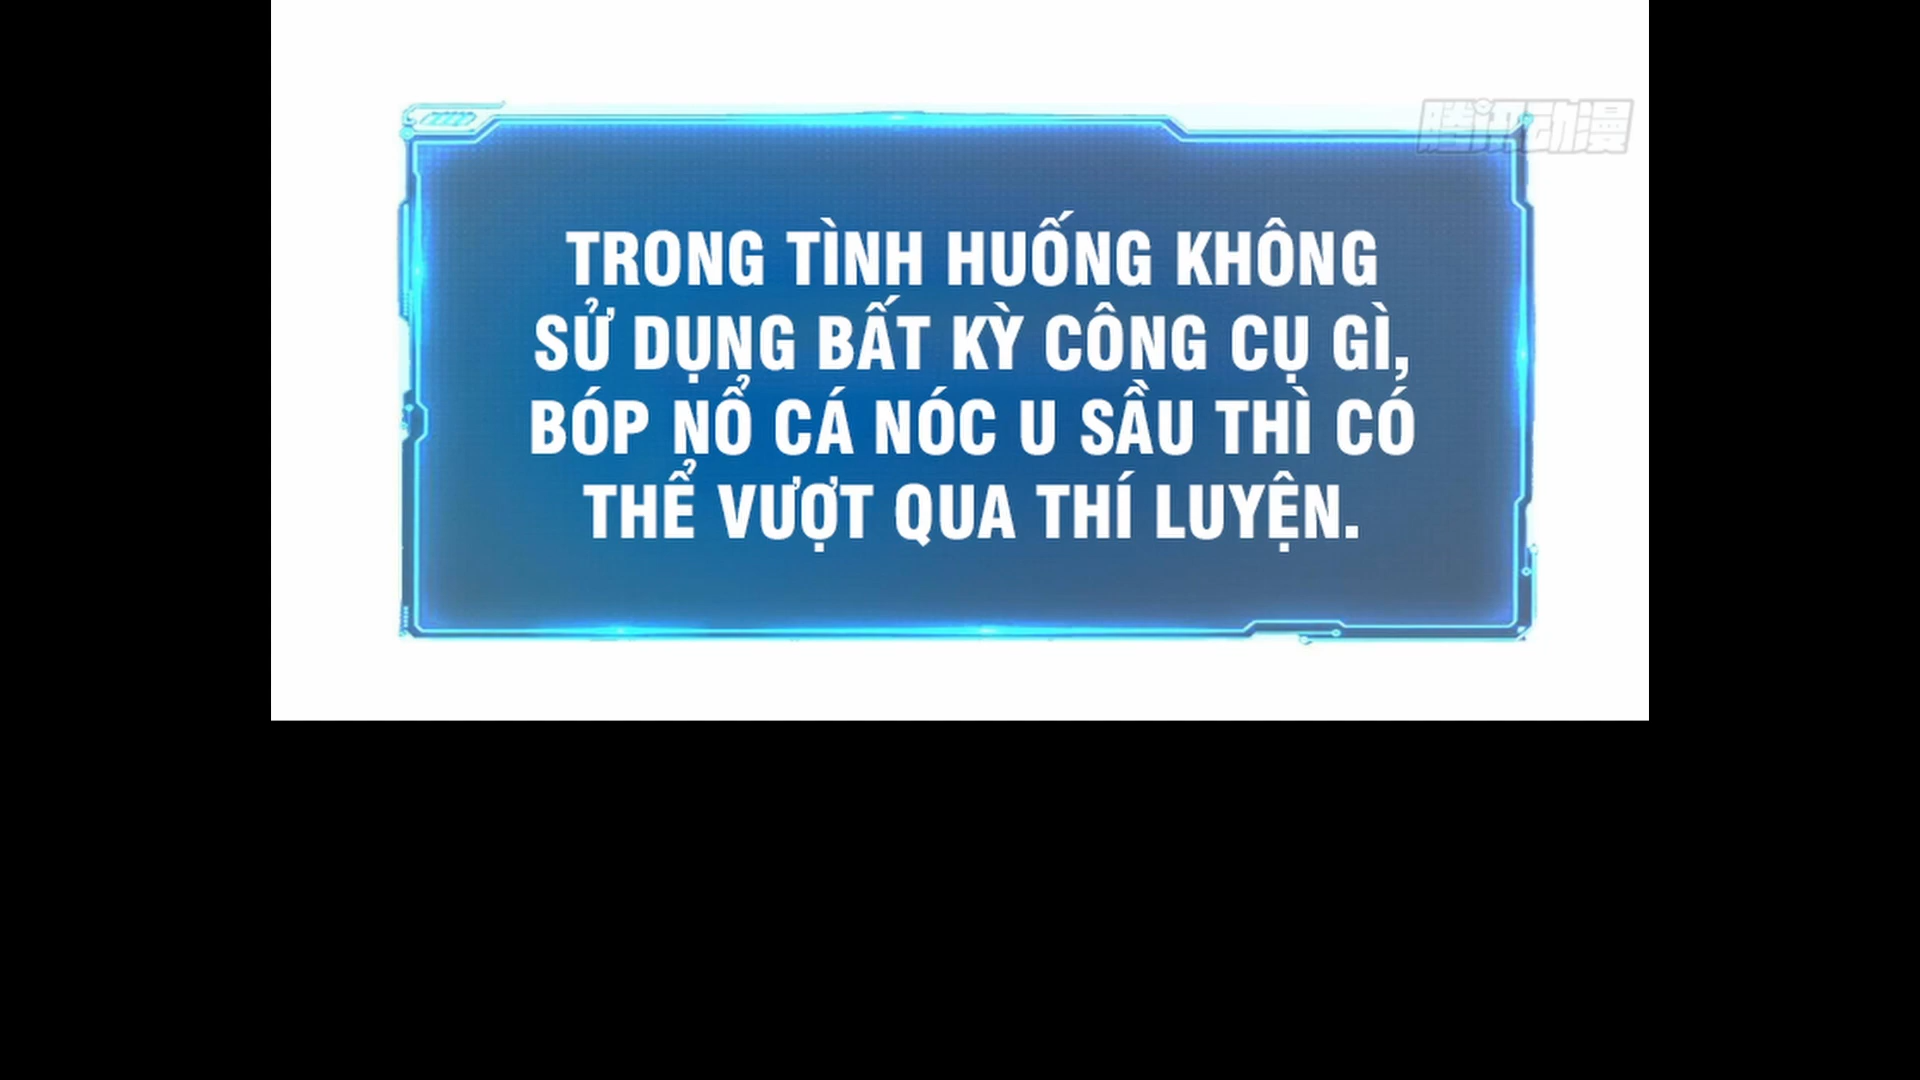 腾讯动漫
TRONG TÌNH HUỐNG KHÔNG
SỬ DỤNG BẤT KỲ CÔNG CỤ GÌ,
BÓP NỔ CÁ NÓC U SẦU THÌ CÓ
THỂ VƯỢT QUA THÍ LUYỆN.